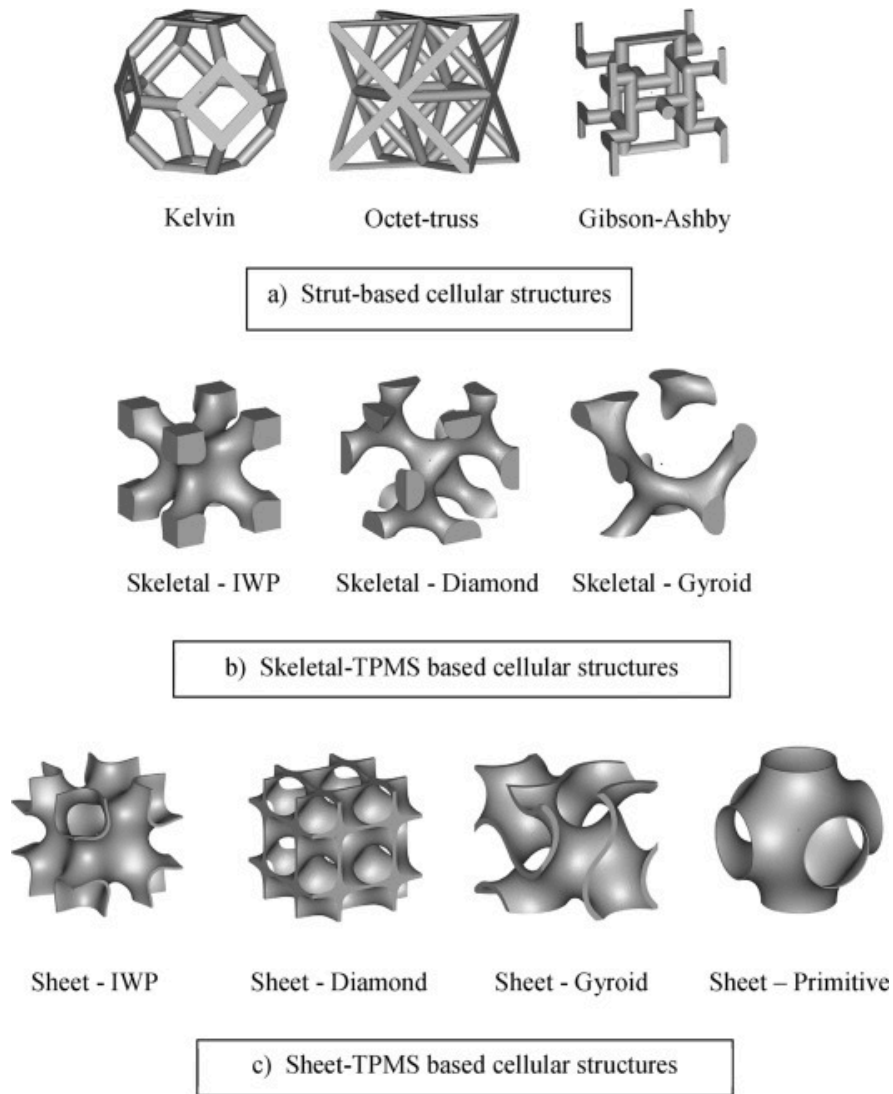 Kelvin Octet-truss Gibson-Ashby
a) Strut-based cellular structures
Skeletal - IWP Skeletal - Diamond Skeletal - Gyroid
b) Skeletal-TPMS based cellular structures
Sheet - IWP Sheet - Diamond Sheet - Gyroid Sheet – Primitive
c) Sheet-TPMS based cellular structures